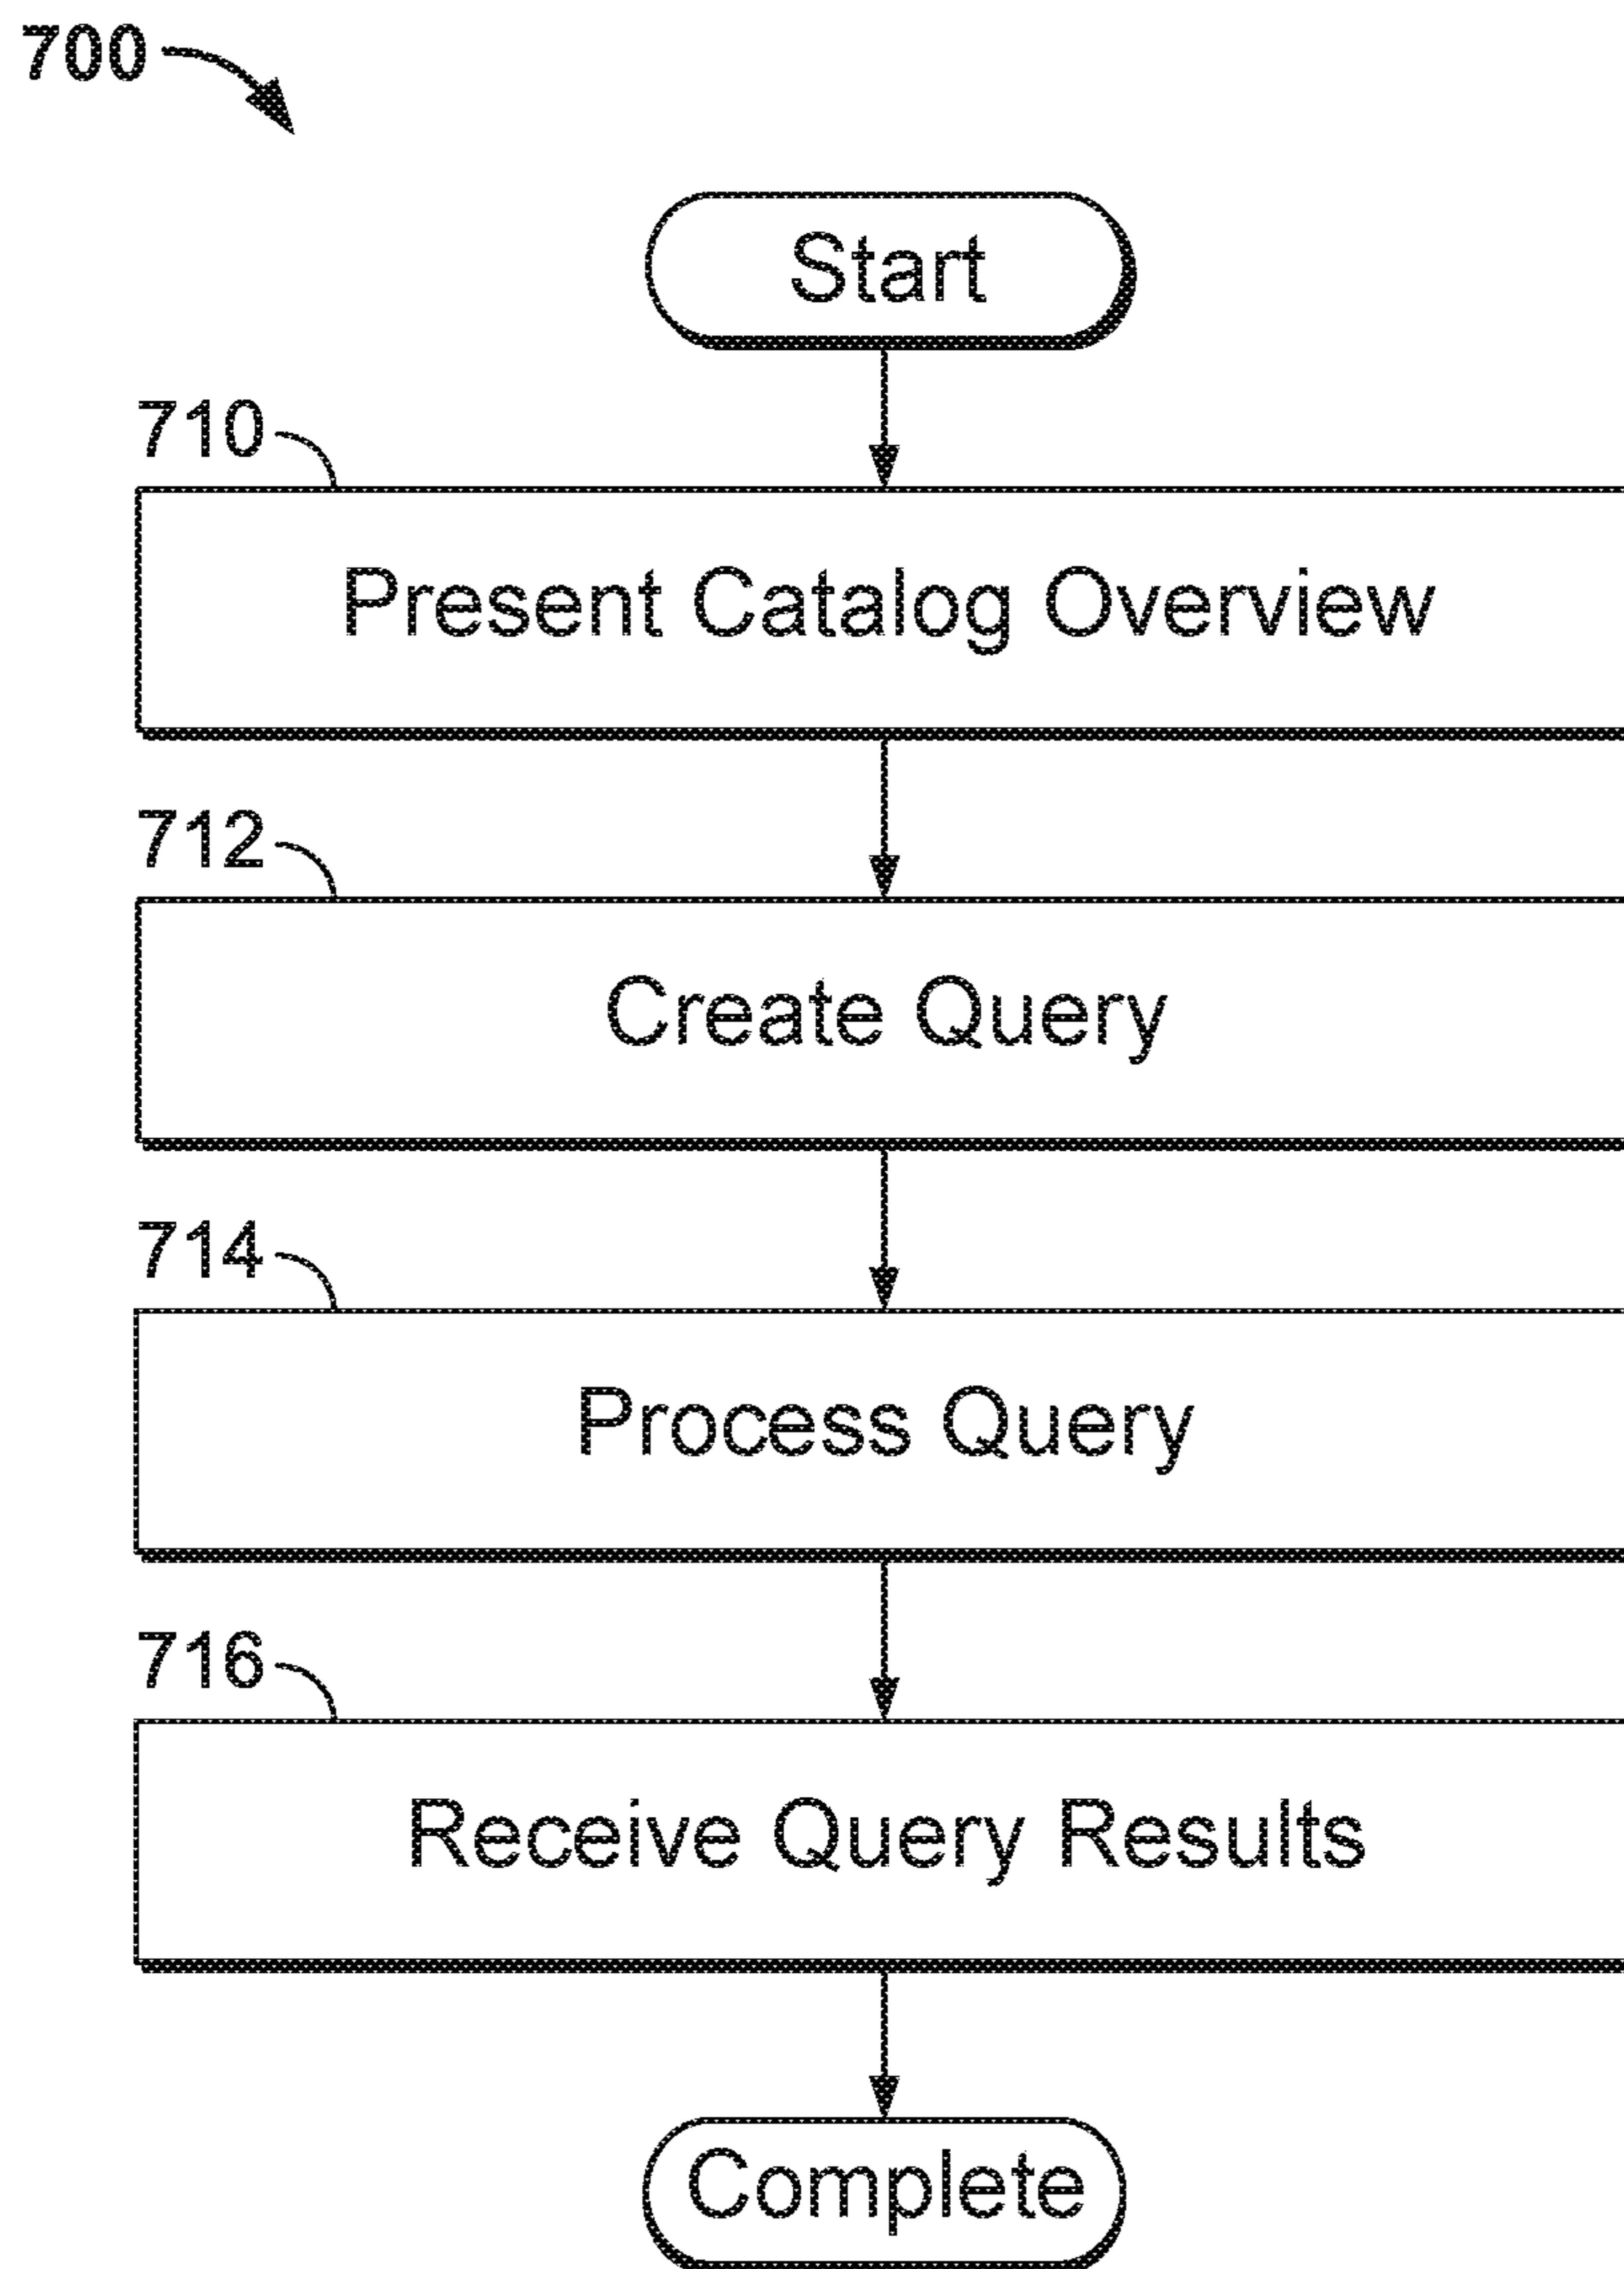 700
Start
710
Present Catalog Overview
712
Create Query
714
Process Query
716
Receive Query Results
Complete